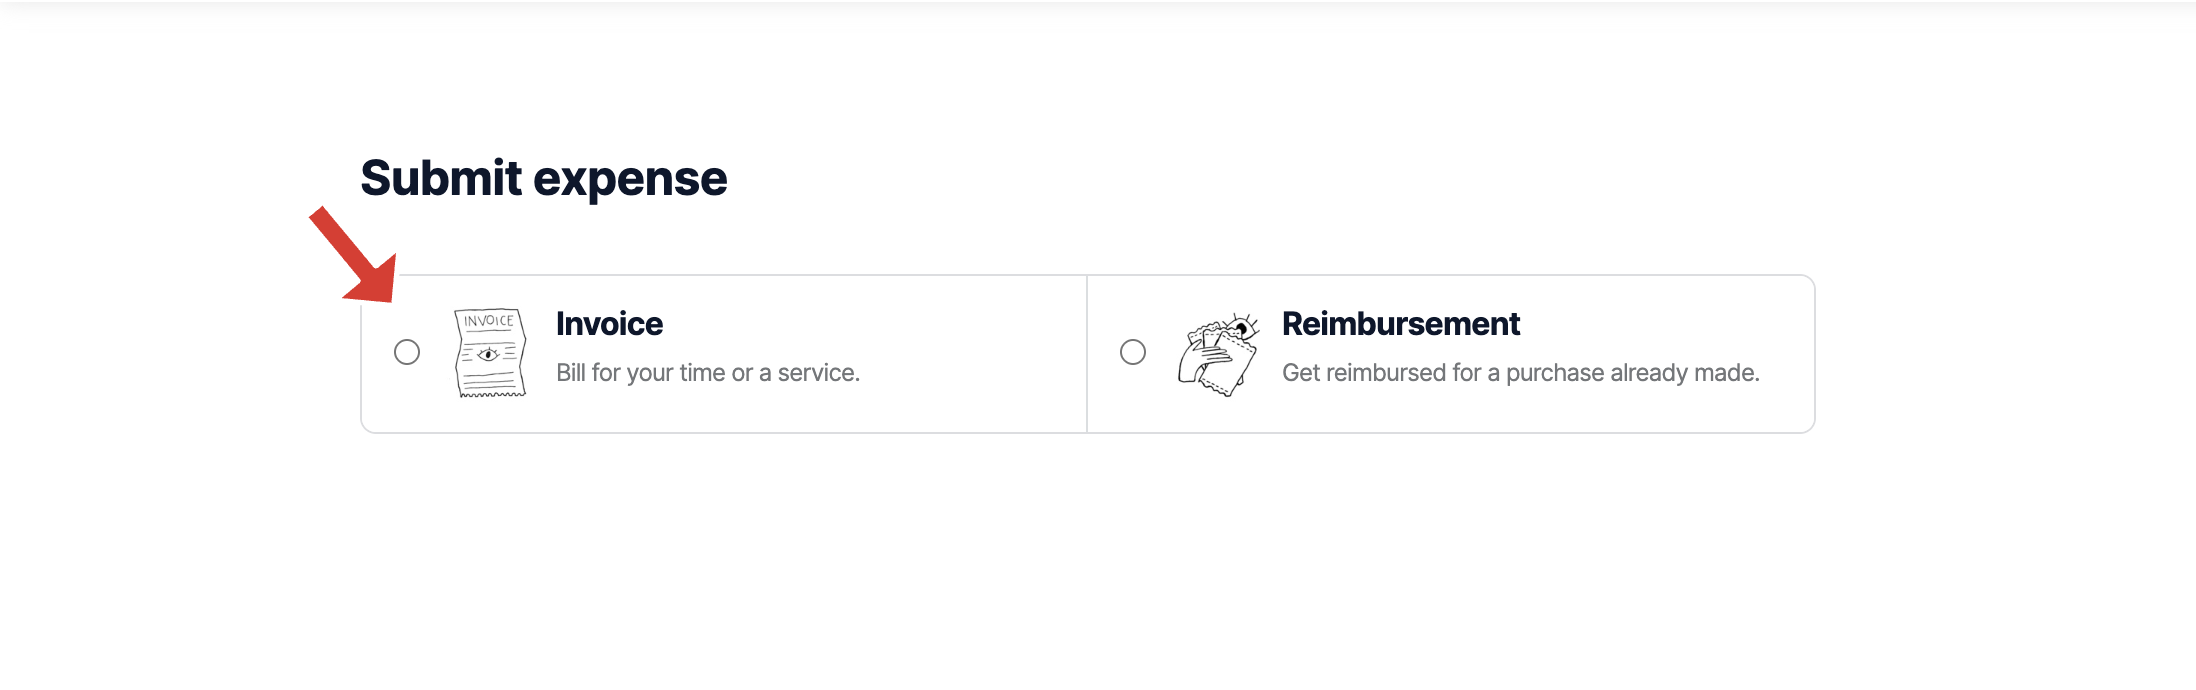 Submit expense
INVOICE
Invoice
Bill for your time or a service.
Reimbursement
Get reimbursed for a purchase already made.